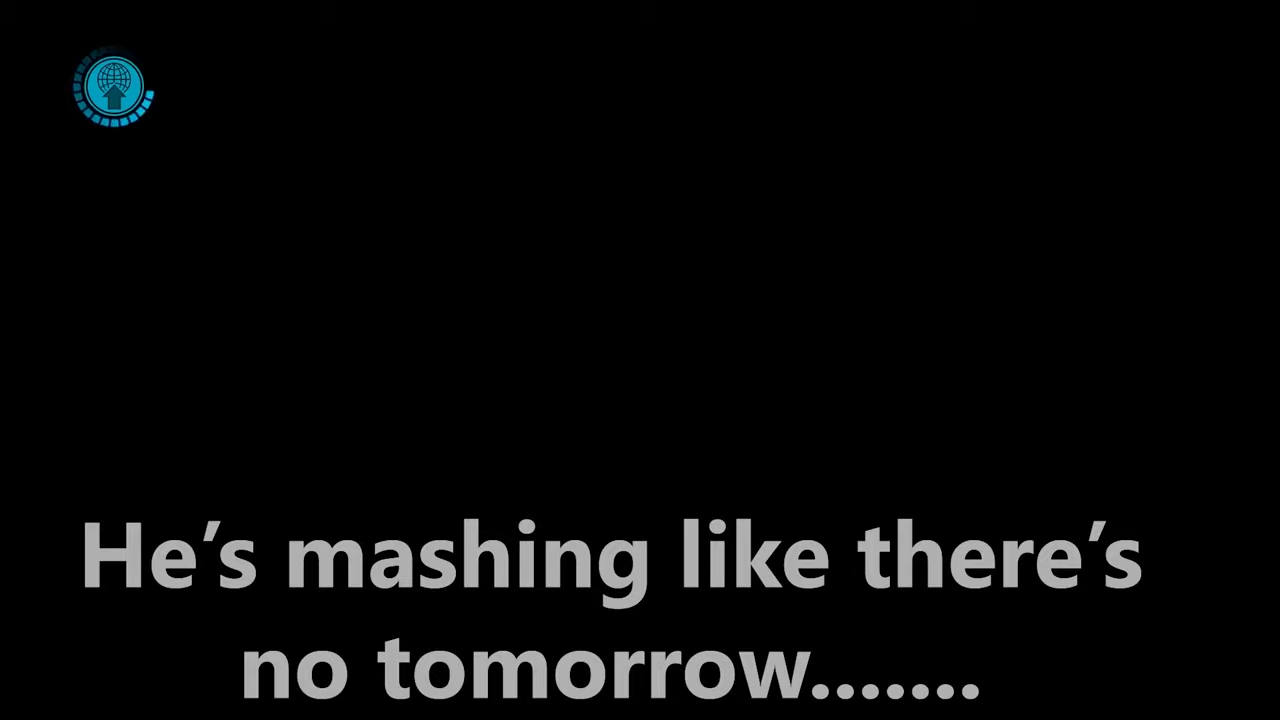 He’s mashing like there’s
no tomorrow.......